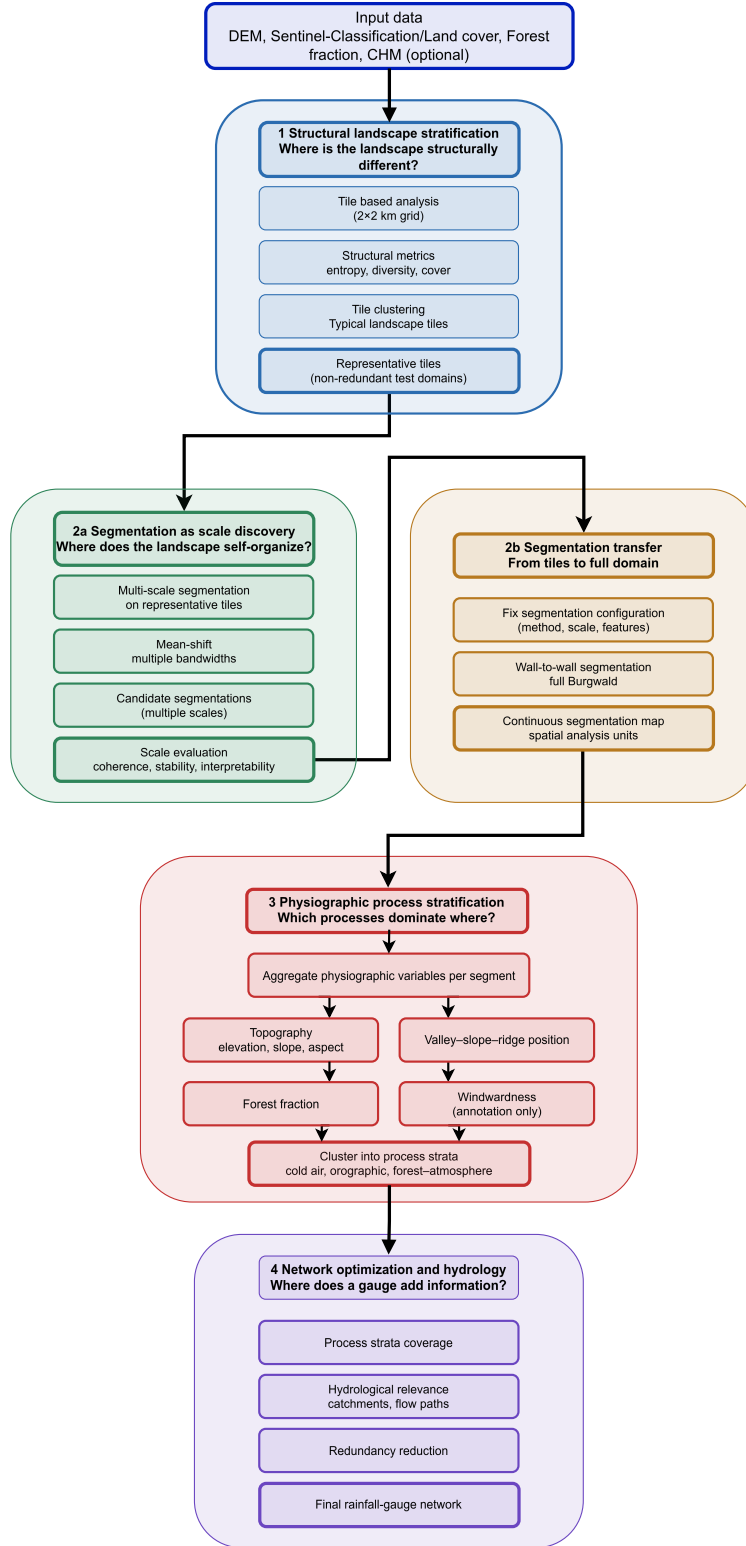 Input data
DEM, Sentinel-Classification/Land cover, Forest
fraction, CHM (optional)
1 Structural landscape stratification
Where is the landscape structurally
different?
Tile based analysis
(2×2 km grid)
Structural metrics
entropy, diversity, cover
Tile clustering
Typical landscape tiles
Representative tiles
(non-redundant test domains)
2a Segmentation as scale discovery
Where does the landscape self-organize?
Multi-scale segmentation
on representative tiles
Mean-shift
multiple bandwidths
Candidate segmentations
(multiple scales)
Scale evaluation
coherence, stability, interpretability
2b Segmentation transfer
From tiles to full domain
Fix segmentation configuration
(method, scale, features)
Wall-to-wall segmentation
full Burgwald
Continuous segmentation map
spatial analysis units
3 Physiographic process stratification
Which processes dominate where?
Aggregate physiographic variables per segment
Topography
elevation, slope, aspect
Valley–slope–ridge position
Forest fraction
Windwardness
(annotation only)
Cluster into process strata
cold air, orographic, forest–atmosphere
4 Network optimization and hydrology
Where does a gauge add information?
Process strata coverage
Hydrological relevance
catchments, flow paths
Redundancy reduction
Final rainfall-gauge network